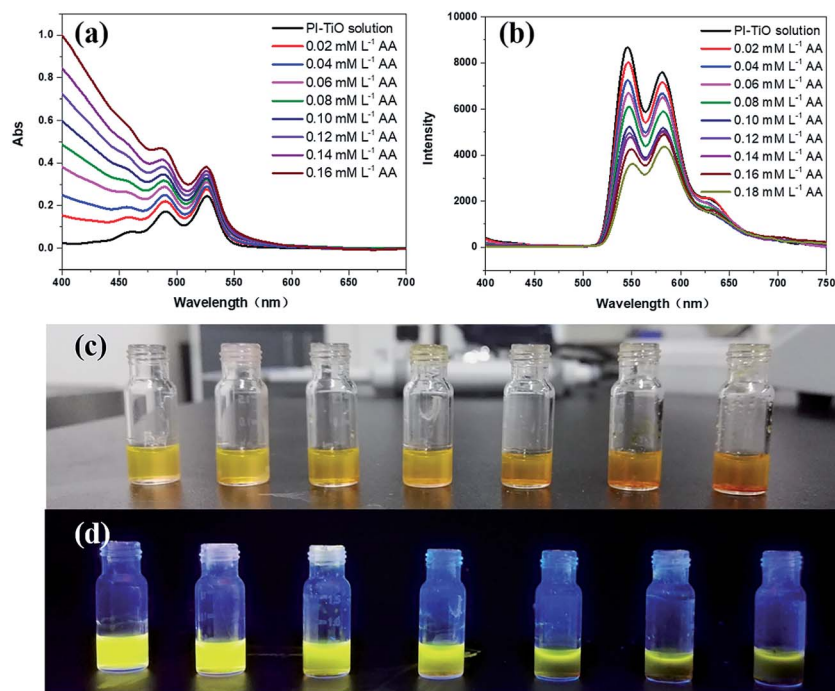 (a)
Abs
1.0
0.8
0.6
0.4
0.2
0.0
400 450 500 550 600 650 700
Wavelength（nm）
PI-TiO solution
0.02 mM L⁻¹ AA
0.04 mM L⁻¹ AA
0.06 mM L⁻¹ AA
0.08 mM L⁻¹ AA
0.10 mM L⁻¹ AA
0.12 mM L⁻¹ AA
0.14 mM L⁻¹ AA
0.16 mM L⁻¹ AA
(b)
Intensity
10000
8000
6000
4000
2000
0
400 450 500 550 600 650 700 750
Wavelength（nm）
PI-TiO solution
0.02 mM L⁻¹ AA
0.04 mM L⁻¹ AA
0.06 mM L⁻¹ AA
0.08 mM L⁻¹ AA
0.10 mM L⁻¹ AA
0.12 mM L⁻¹ AA
0.14 mM L⁻¹ AA
0.16 mM L⁻¹ AA
0.18 mM L⁻¹ AA
(c)
(d)